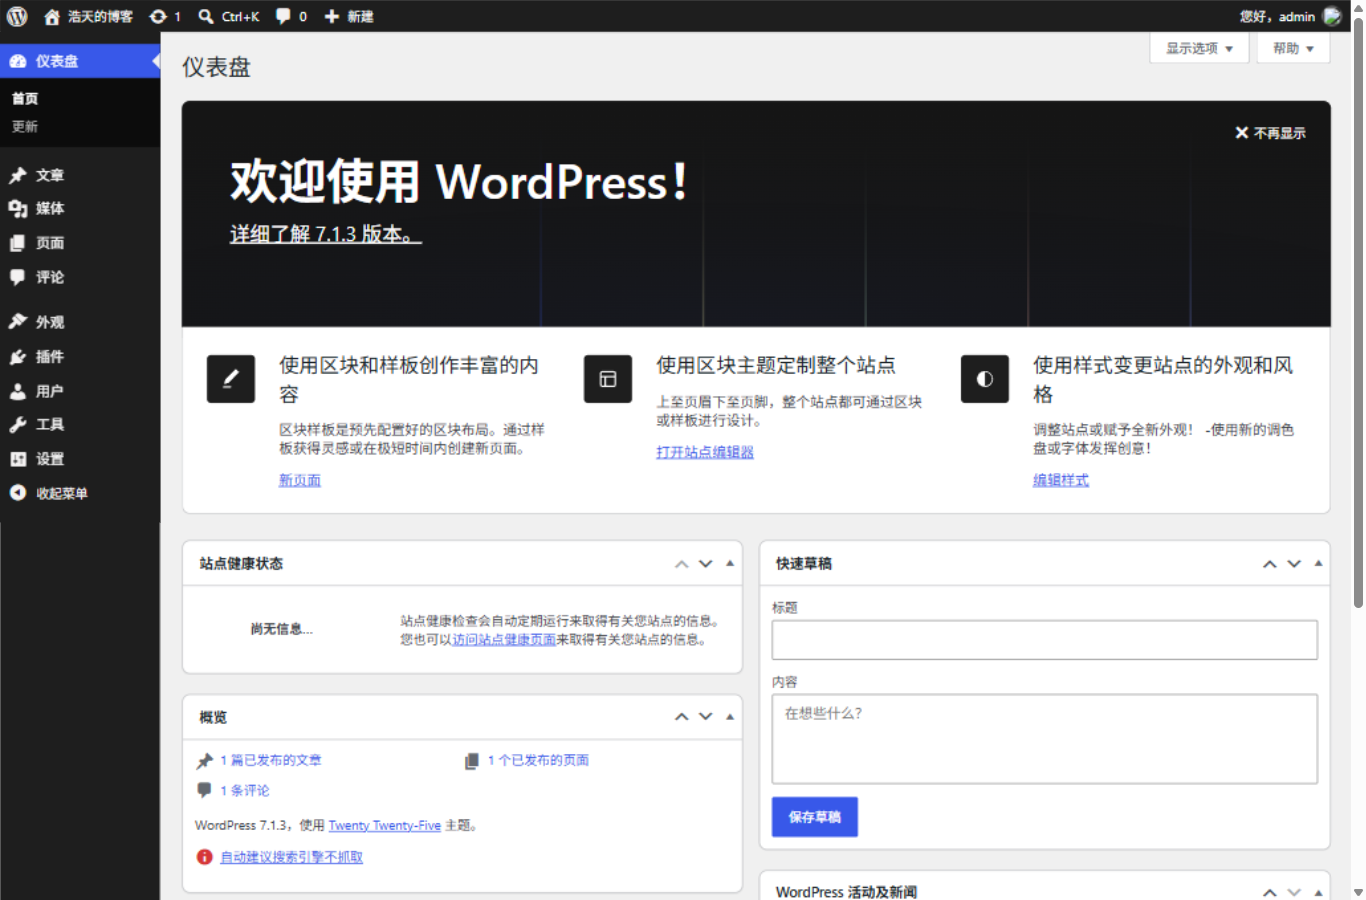 浩天的博客 1 Ctrl+K 0 新建 您好，admin
仪表盘
首页
更新
文章
媒体
页面
评论
外观
插件
用户
工具
设置
收起菜单
显示选项 帮助
仪表盘
不再显示
欢迎使用 WordPress！
详细了解 7.1.3 版本。
使用区块和样板创作丰富的内
容
区块样板是预先配置好的区块布局。通过样
板获得灵感或在极短时间内创建新页面。
新页面
使用区块主题定制整个站点
上至页眉下至页脚，整个站点都可通过区块
或样板进行设计。
打开站点编辑器
使用样式变更站点的外观和风
格
调整站点或赋予全新外观！ -使用新的调色
盘或字体发挥创意！
编辑样式
站点健康状态
尚无信息...
站点健康检查会自动定期运行来取得有关您站点的信息。
您也可以访问站点健康页面来取得有关您站点的信息。
概览
1 篇已发布的文章 1 个已发布的页面
1 条评论
WordPress 7.1.3，使用 Twenty Twenty-Five 主题。
自动建议搜索引擎不抓取
快速草稿
标题
内容
在想些什么？
保存草稿
WordPress 活动及新闻